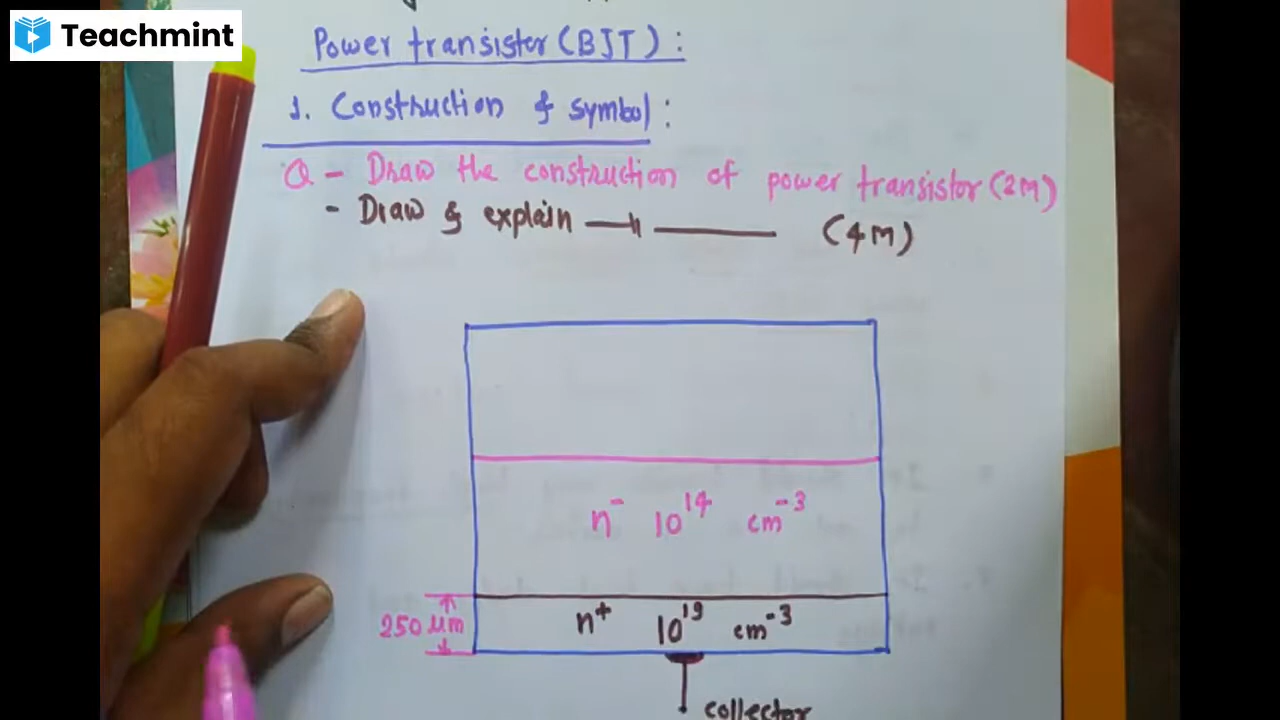 Teachmint
Power transister (BJT) :
1. Construction & symbol :
Q - Draw the construction of power transistor (2M)
- Draw & explain —||— (4M)
n⁻ 10¹⁴ cm⁻³
250 μm
n⁺ 10¹⁹ cm⁻³
collector